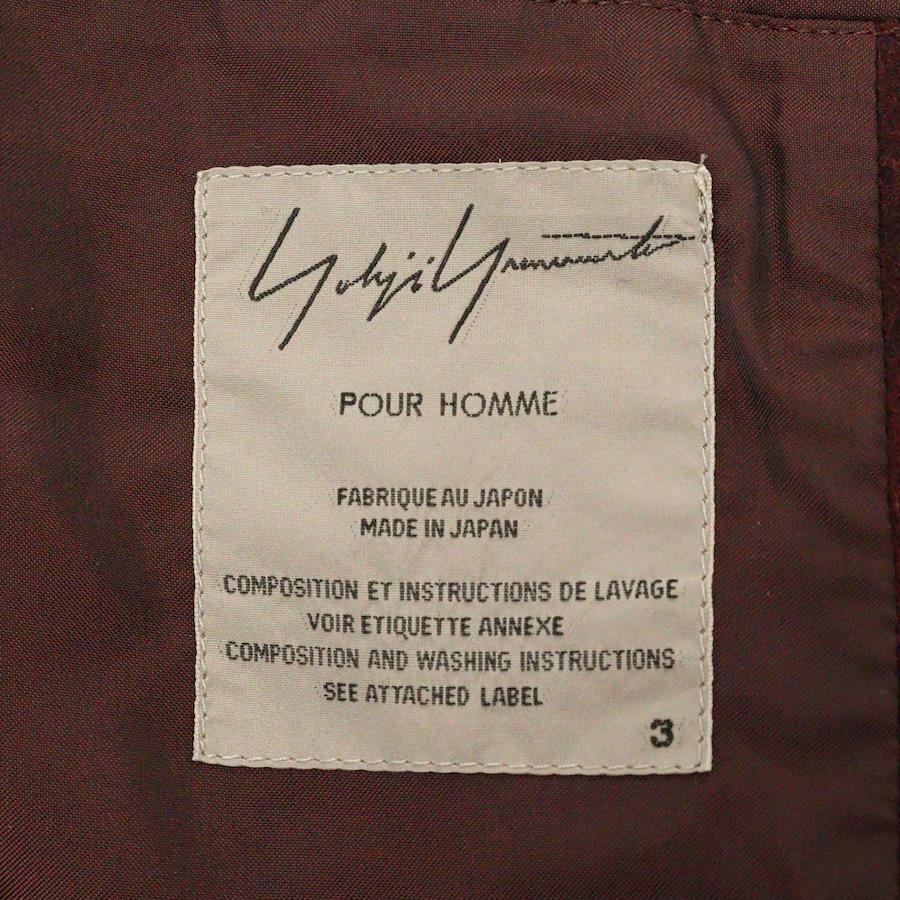 Yohji Yamamoto
POUR HOMME
FABRIQUE AU JAPON
MADE IN JAPAN
COMPOSITION ET INSTRUCTIONS DE LAVAGE
VOIR ETIQUETTE ANNEXE
COMPOSITION AND WASHING INSTRUCTIONS
SEE ATTACHED LABEL
3